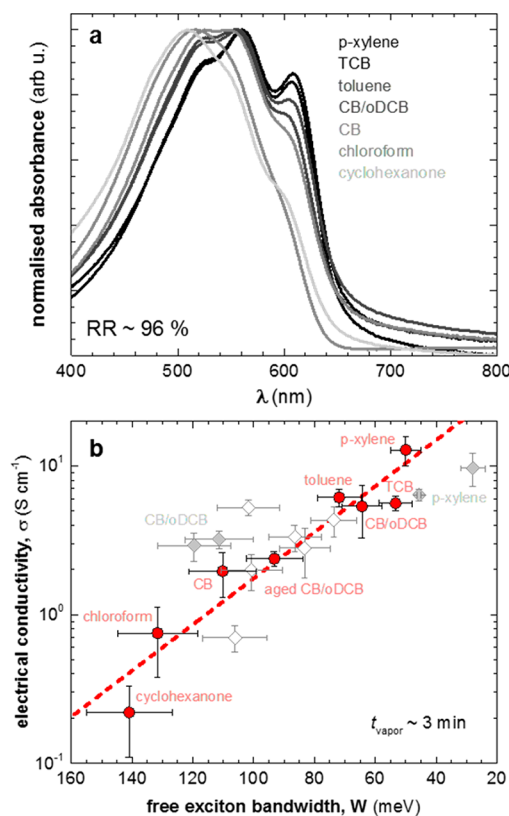 a
p-xylene
TCB
toluene
CB/oDCB
CB
chloroform
cyclohexanone
RR ~ 96 %
normalised absorbance (arb u.)
400 500 600 700 800
λ (nm)
b
p-xylene
toluene
TCB
p-xylene
CB/oDCB
CB/oDCB
CB
aged CB/oDCB
chloroform
cyclohexanone
t_vapor ~ 3 min
electrical conductivity, σ (S cm⁻¹)
10¹
10⁰
10⁻¹
160 140 120 100 80 60 40 20
free exciton bandwidth, W (meV)